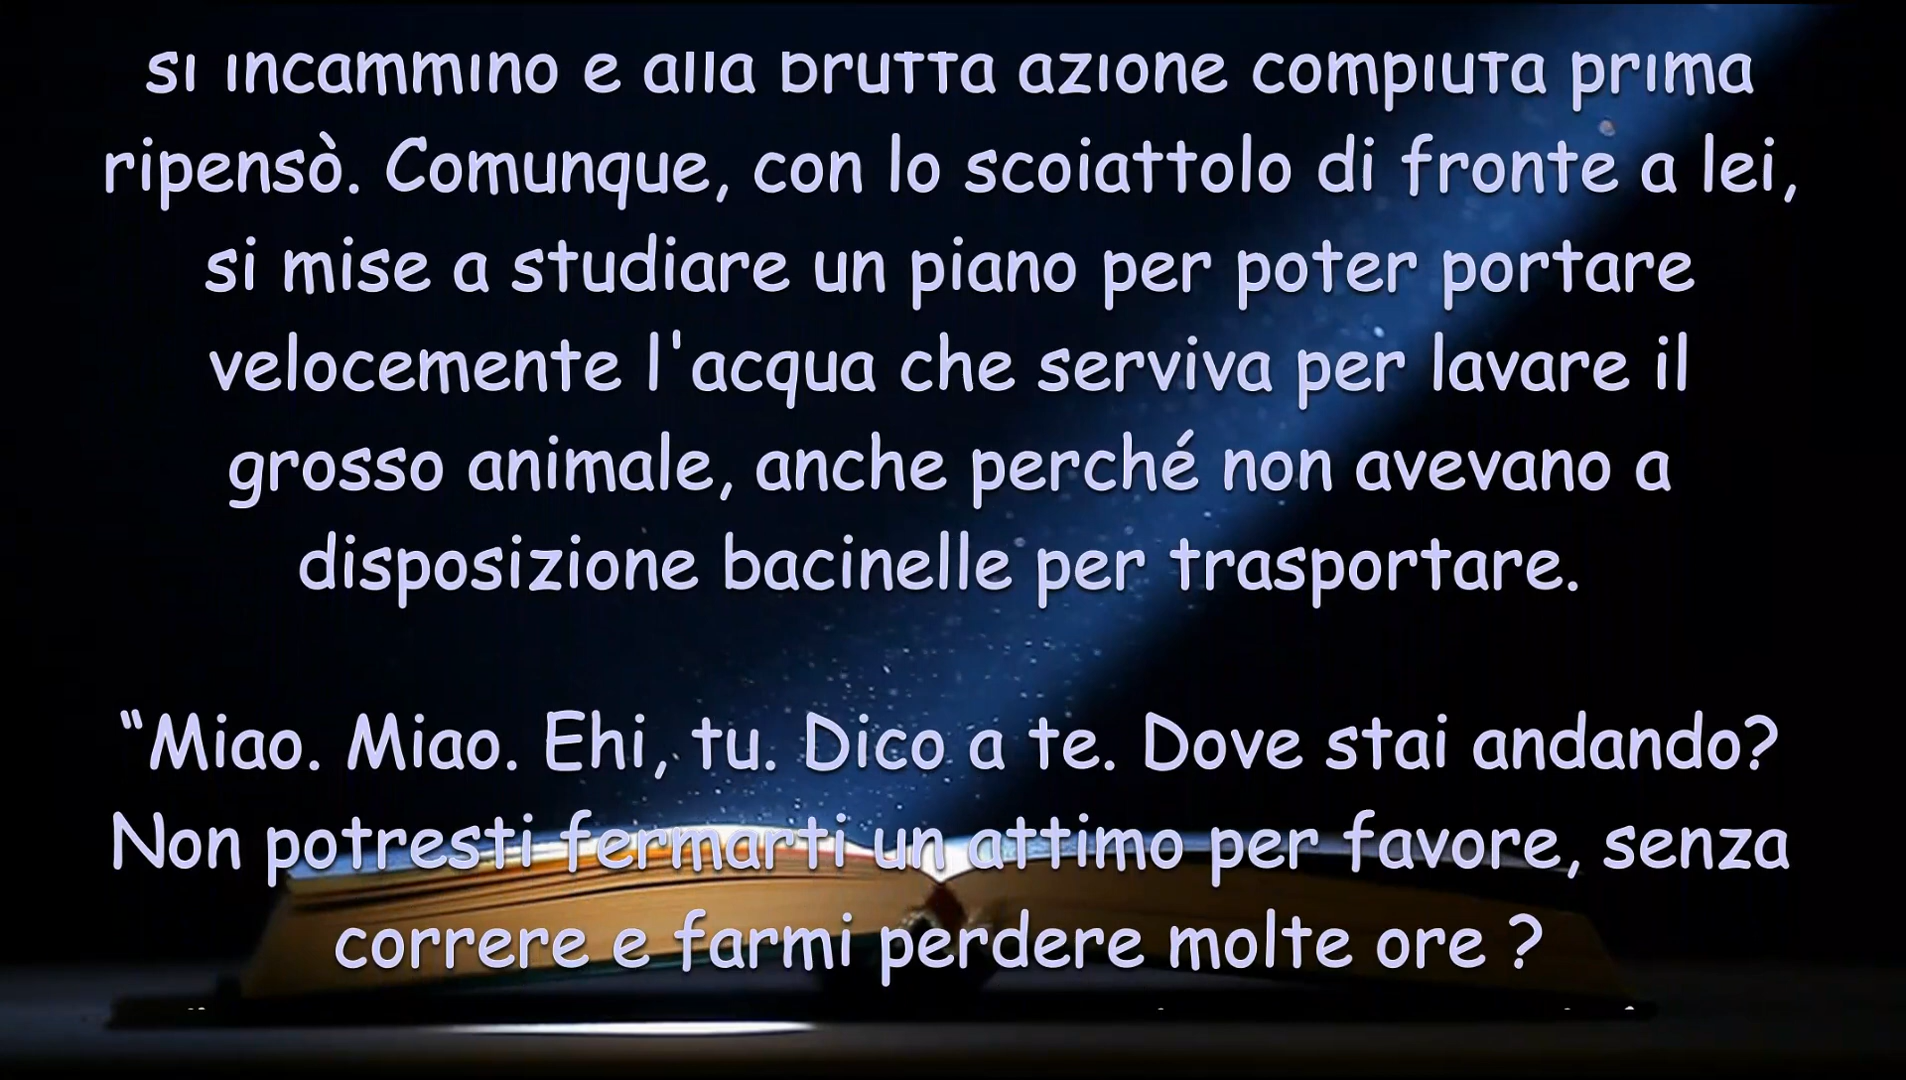 si incamminò e alla brutta azione compiuta prima
ripensò. Comunque, con lo scoiattolo di fronte a lei,
si mise a studiare un piano per poter portare
velocemente l'acqua che serviva per lavare il
grosso animale, anche perché non avevano a
disposizione bacinelle per trasportare.
“Miao. Miao. Ehi, tu. Dico a te. Dove stai andando?
Non potresti fermarti un attimo per favore, senza
correre e farmi perdere molte ore ?